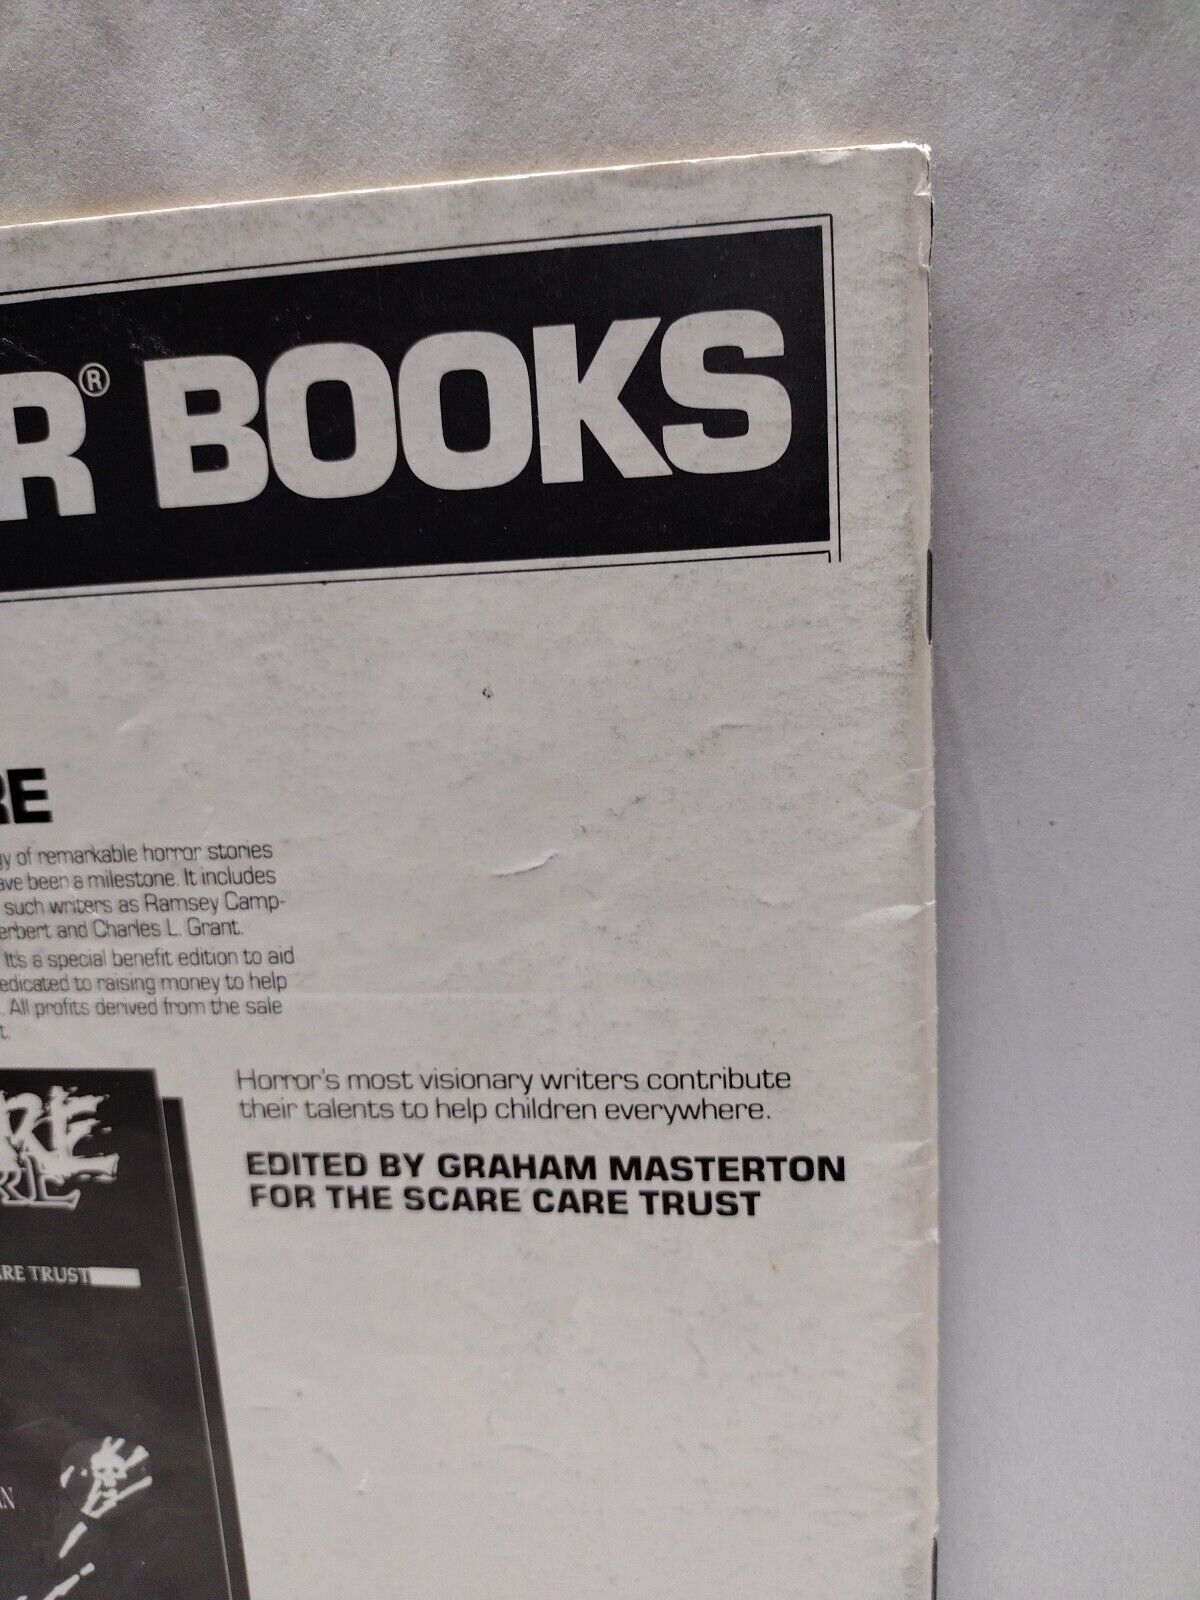 R® BOOKS
RE
gy of remarkable horror stories
ave been a milestone. It includes
such writers as Ramsey Camp-
erbert and Charles L. Grant.
It's a special benefit edition to aid
edicated to raising money to help
. All profits derived from the sale
t.
Horror's most visionary writers contribute
their talents to help children everywhere.
EDITED BY GRAHAM MASTERTON
FOR THE SCARE CARE TRUST
RE
ARE TRUST